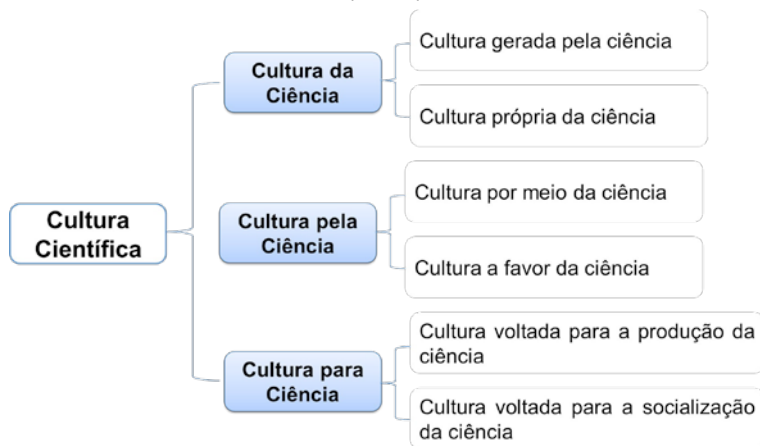 Cultura
Científica
Cultura da
Ciência
Cultura gerada pela ciência
Cultura própria da ciência
Cultura pela
Ciência
Cultura por meio da ciência
Cultura a favor da ciência
Cultura para
Ciência
Cultura voltada para a produção da
ciência
Cultura voltada para a socialização
da ciência